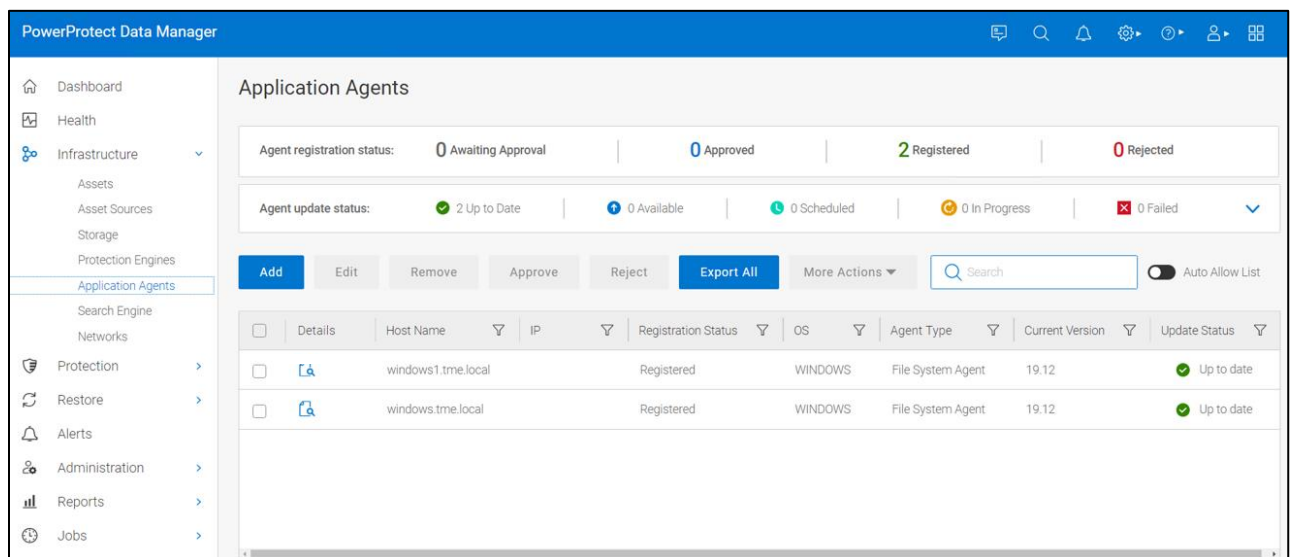 PowerProtect Data Manager
Dashboard
Health
Infrastructure
Assets
Asset Sources
Storage
Protection Engines
Application Agents
Search Engine
Networks
Protection
Restore
Alerts
Administration
Reports
Jobs
Application Agents
Agent registration status: 0 Awaiting Approval 0 Approved 2 Registered 0 Rejected
Agent update status: 2 Up to Date 0 Available 0 Scheduled 0 In Progress 0 Failed
Add Edit Remove Approve Reject Export All More Actions Search Auto Allow List
Details Host Name IP Registration Status OS Agent Type Current Version Update Status
windows1.tme.local Registered WINDOWS File System Agent 19.12 Up to date
windows.tme.local Registered WINDOWS File System Agent 19.12 Up to date